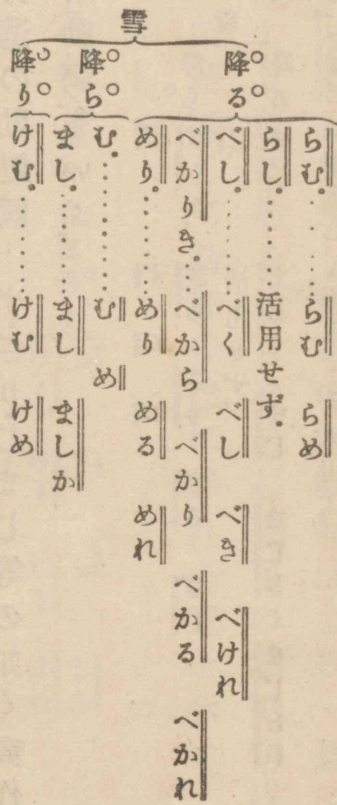 雪
降る
らむ。……らむ らめ
らし。……活用せず。
べし。……べく べし べき べけれ
べかりき。…べから べかり べかる べかれ
めり。……めり める めれ
降ら
む。……む め
まし。……まし ましか
降り
けむ。……けむ けめ